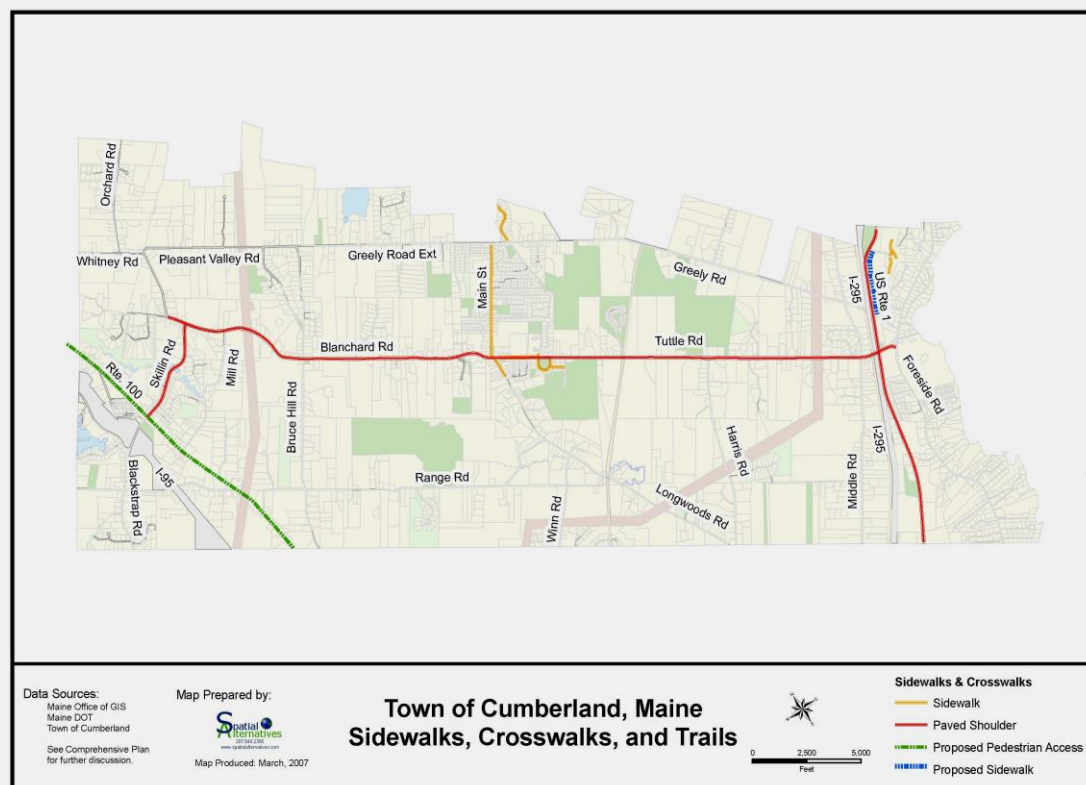 Orchard Rd
Whitney Rd
Pleasant Valley Rd
Greely Road Ext
Main St
Greely Rd
I-295
US Rte 1
Skillin Rd
Mill Rd
Blanchard Rd
Tuttle Rd
Foreside Rd
Rte. 100
Bruce Hill Rd
Harris Rd
I-295
Blackstrap Rd
I-95
Range Rd
Winn Rd
Longwoods Rd
Middle Rd
Data Sources:
Maine Office of GIS
Maine DOT
Town of Cumberland
See Comprehensive Plan
for further discussion.
Map Prepared by:
Spatial
Alternatives
www.spatialalternatives.com
Map Produced: March, 2007
Town of Cumberland, Maine
Sidewalks, Crosswalks, and Trails
0 2,500 5,000
Feet
Sidewalks & Crosswalks
Sidewalk
Paved Shoulder
Proposed Pedestrian Access
Proposed Sidewalk